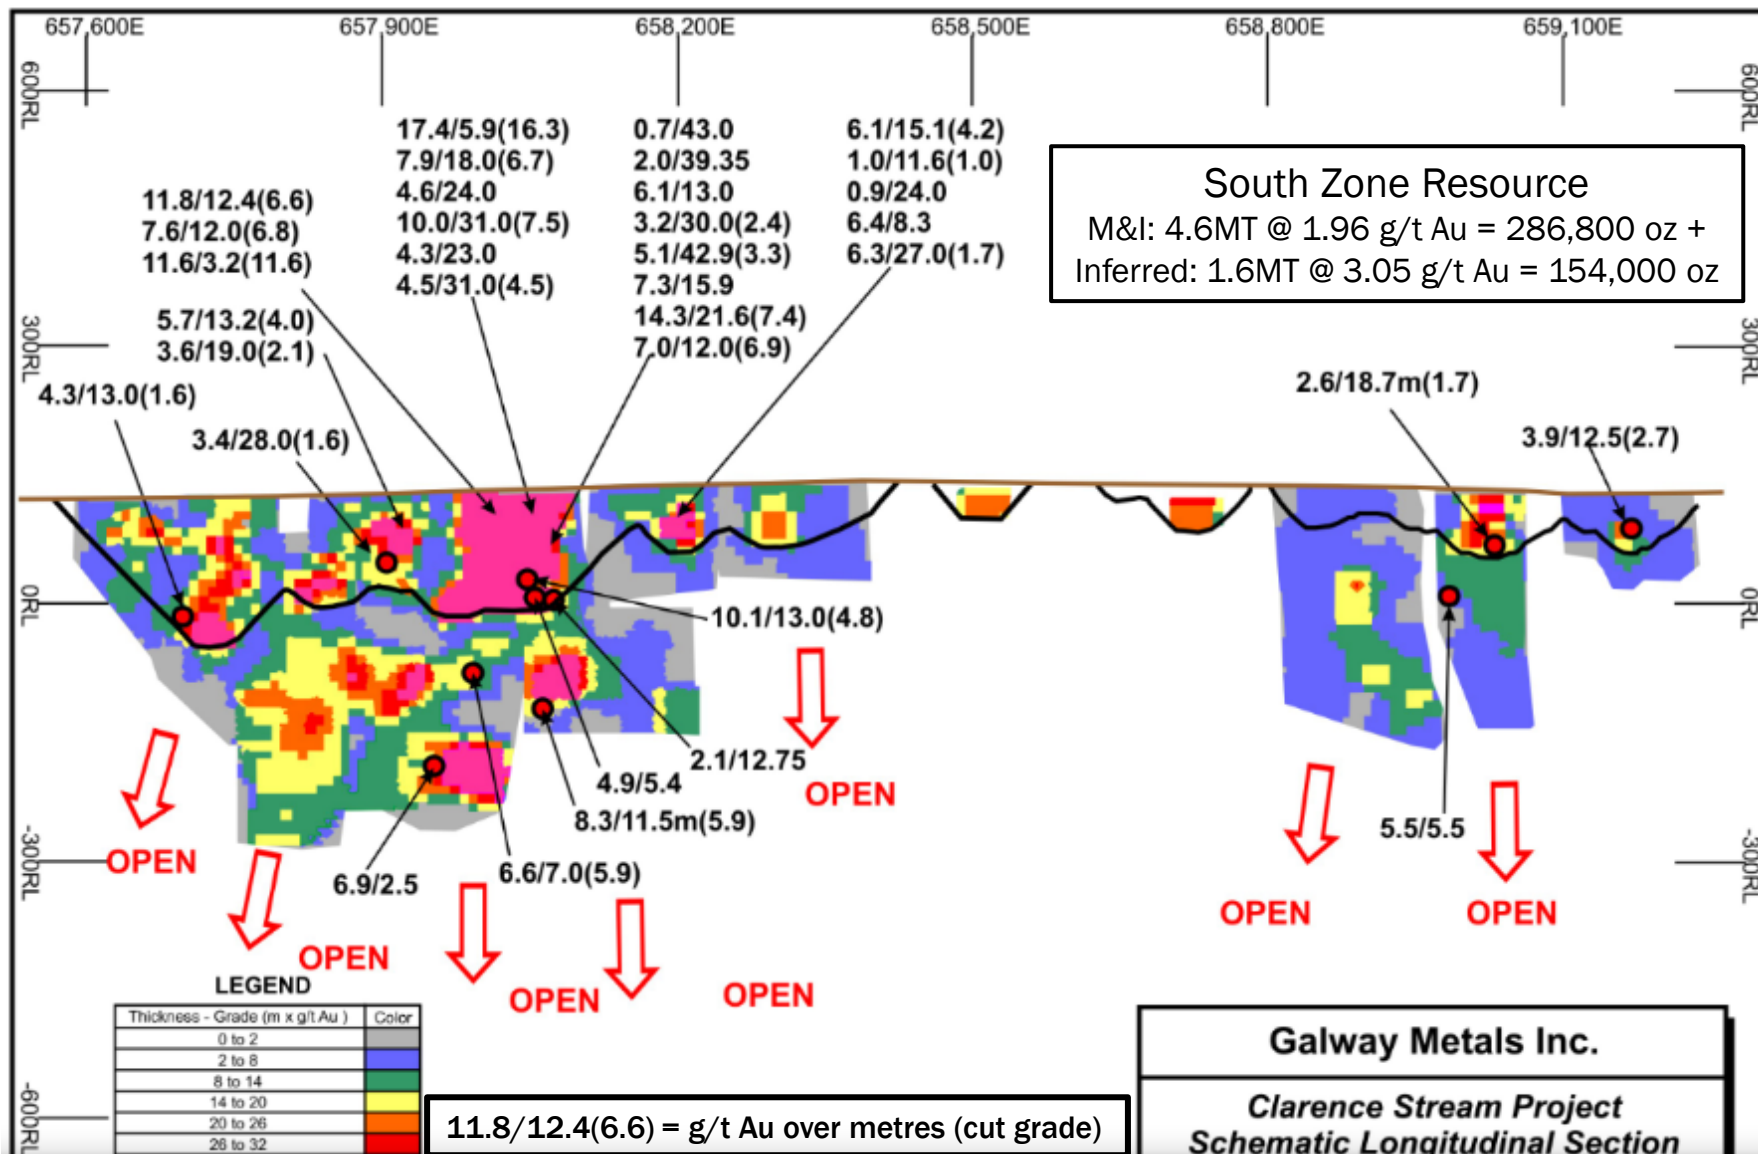 657,600E
657,900E
658,200E
658,500E
658,800E
659,100E
600RL
600RL
17.4/5.9(16.3)
7.9/18.0(6.7)
4.6/24.0
10.0/31.0(7.5)
4.3/23.0
4.5/31.0(4.5)
0.7/43.0
2.0/39.35
6.1/13.0
3.2/30.0(2.4)
5.1/42.9(3.3)
7.3/15.9
14.3/21.6(7.4)
7.0/12.0(6.9)
6.1/15.1(4.2)
1.0/11.6(1.0)
0.9/24.0
6.4/8.3
6.3/27.0(1.7)
South Zone Resource
M&I: 4.6MT @ 1.96 g/t Au = 286,800 oz +
Inferred: 1.6MT @ 3.05 g/t Au = 154,000 oz
11.8/12.4(6.6)
7.6/12.0(6.8)
11.6/3.2(11.6)
5.7/13.2(4.0)
3.6/19.0(2.1)
300RL
300RL
4.3/13.0(1.6)
3.4/28.0(1.6)
2.6/18.7m(1.7)
3.9/12.5(2.7)
0RL
0RL
10.1/13.0(4.8)
2.1/12.75
4.9/5.4
8.3/11.5m(5.9)
6.6/7.0(5.9)
6.9/2.5
5.5/5.5
OPEN
OPEN
-300RL
-300RL
OPEN
OPEN
OPEN
OPEN
OPEN
LEGEND
Thickness - Grade (m x g/t Au ) Color
0 to 2
2 to 8
8 to 14
14 to 20
20 to 26
26 to 32
-600RL
11.8/12.4(6.6) = g/t Au over metres (cut grade)
Galway Metals Inc.
Clarence Stream Project
Schematic Longitudinal Section